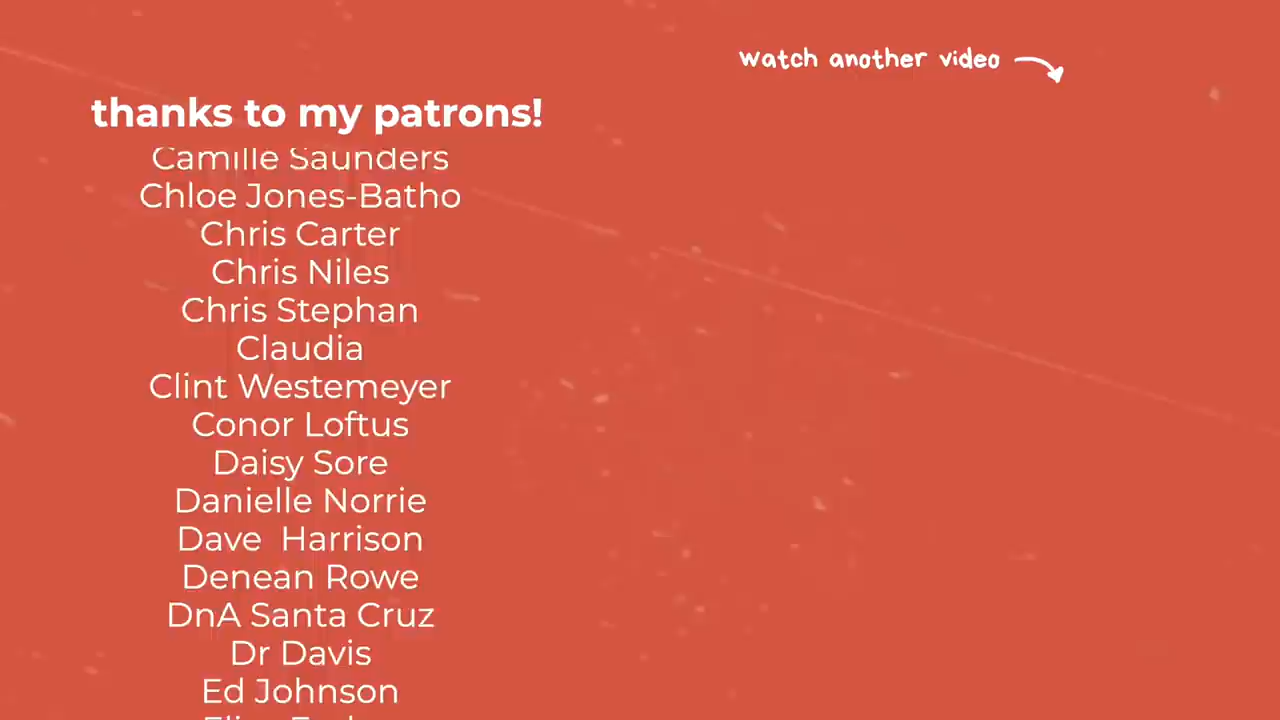 watch another video
thanks to my patrons!
Camille Saunders
Chloe Jones-Batho
Chris Carter
Chris Niles
Chris Stephan
Claudia
Clint Westemeyer
Conor Loftus
Daisy Sore
Danielle Norrie
Dave  Harrison
Denean Rowe
DnA Santa Cruz
Dr Davis
Ed Johnson